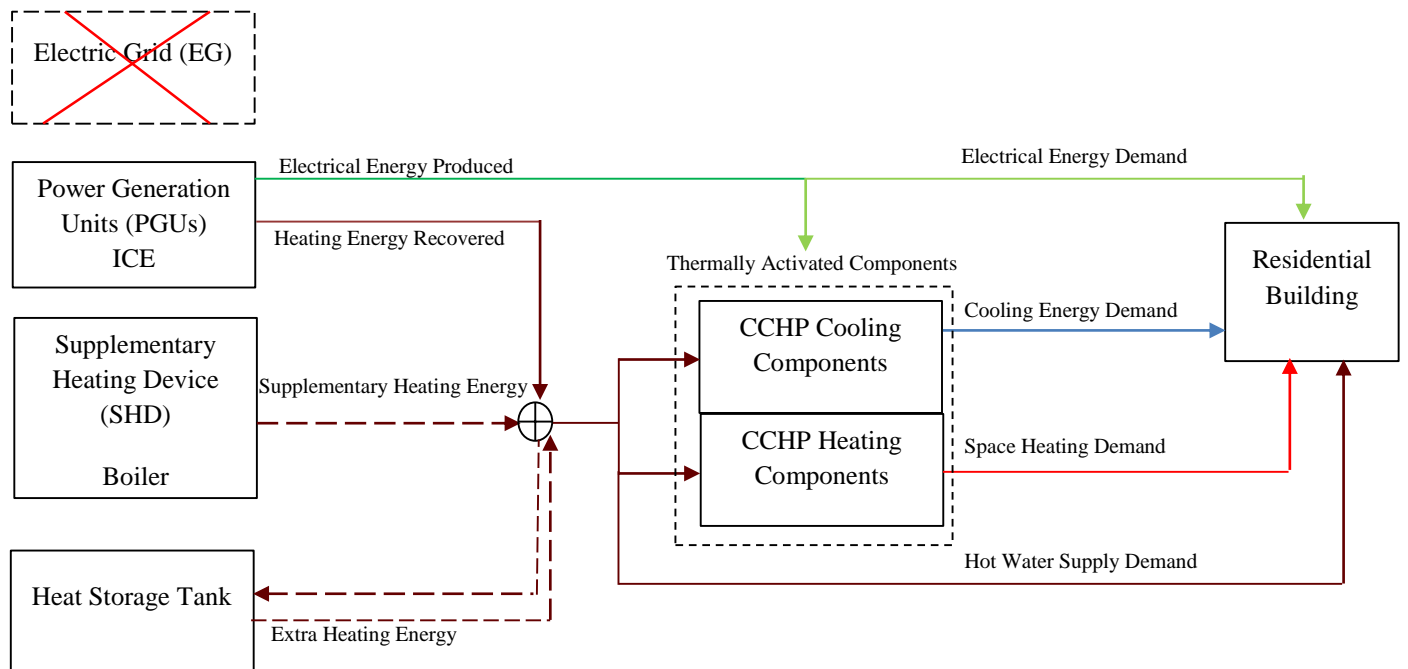 Electric Grid (EG)
Electrical Energy Produced
Electrical Energy Demand
Power Generation
Units (PGUs)
ICE
Heating Energy Recovered
Thermally Activated Components
Residential
Building
CCHP Cooling
Components
Cooling Energy Demand
Supplementary
Heating Device
(SHD)
Boiler
Supplementary Heating Energy
CCHP Heating
Components
Space Heating Demand
Hot Water Supply Demand
Heat Storage Tank
Extra Heating Energy